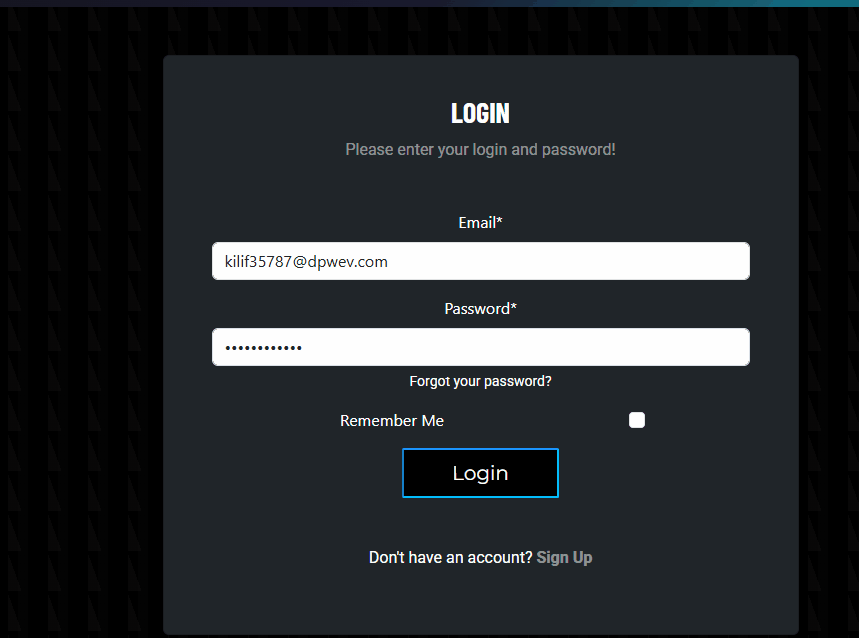 LOGIN
Please enter your login and password!
Email*
kilif35787@dpwev.com
Password*
••••••••••••
Forgot your password?
Remember Me
Login
Don't have an account? Sign Up